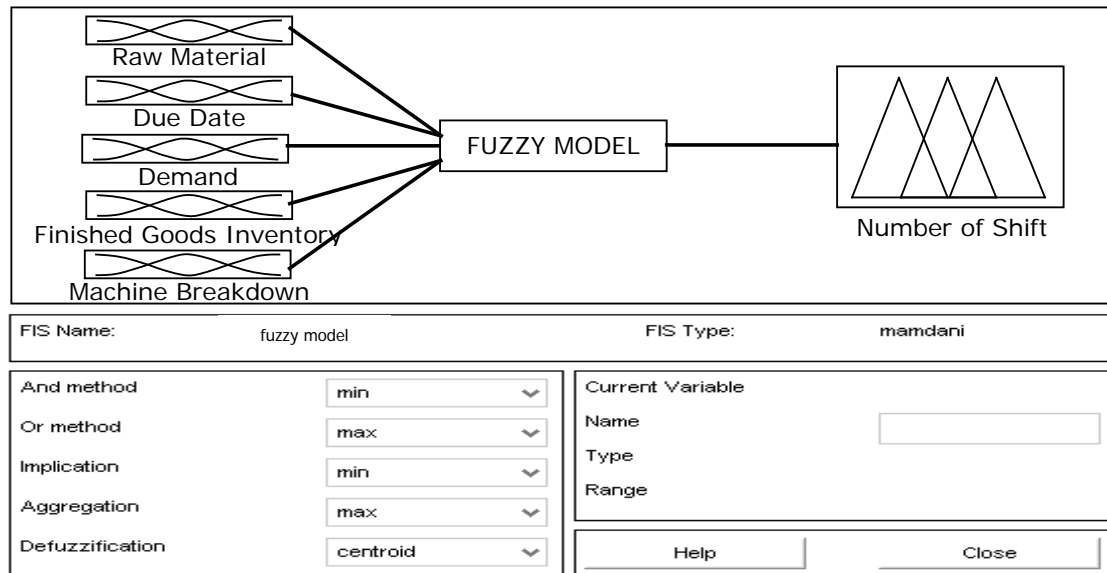 Raw Material
Due Date
Demand
Finished Goods Inventory
Machine Breakdown
FUZZY MODEL
Number of Shift
FIS Name: fuzzy model FIS Type: mamdani
And method min
Or method max
Implication min
Aggregation max
Defuzzification centroid
Current Variable
Name
Type
Range
Help Close